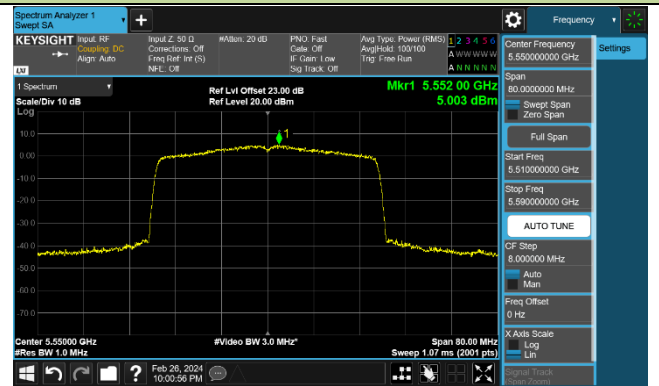 Spectrum Analyzer 1
Swept SA
+
Frequency
KEYSIGHT
Input: RF
Coupling: DC
Align: Auto
Input Z: 50 Ω
Corrections: Off
Freq Ref: Int (S)
NFE: Off
#Atten: 20 dB
PNO: Fast
Gate: Off
IF Gain: Low
Sig Track: Off
Avg Type: Power (RMS)
Avg|Hold: 100/100
Trig: Free Run
1 2 3 4 5 6
A W W W W W
A N N N N N
LXI
Center Frequency
5.550000000 GHz
Settings
Span
80.0000000 MHz
Swept Span
Zero Span
Full Span
Start Freq
5.510000000 GHz
Stop Freq
5.590000000 GHz
AUTO TUNE
CF Step
8.000000 MHz
Auto
Man
Freq Offset
0 Hz
X Axis Scale
Log
Lin
Signal Track
(Span Zoom)
1 Spectrum
Scale/Div 10 dB
Log
Ref Lvl Offset 23.00 dB
Ref Level 20.00 dBm
Mkr1 5.552 00 GHz
5.003 dBm
1
10.0
0.00
-10.0
-20.0
-30.0
-40.0
-50.0
-60.0
-70.0
Center 5.55000 GHz
#Res BW 1.0 MHz
#Video BW 3.0 MHz*
Span 80.00 MHz
Sweep 1.07 ms (2001 pts)
?
Feb 26, 2024
10:00:56 PM